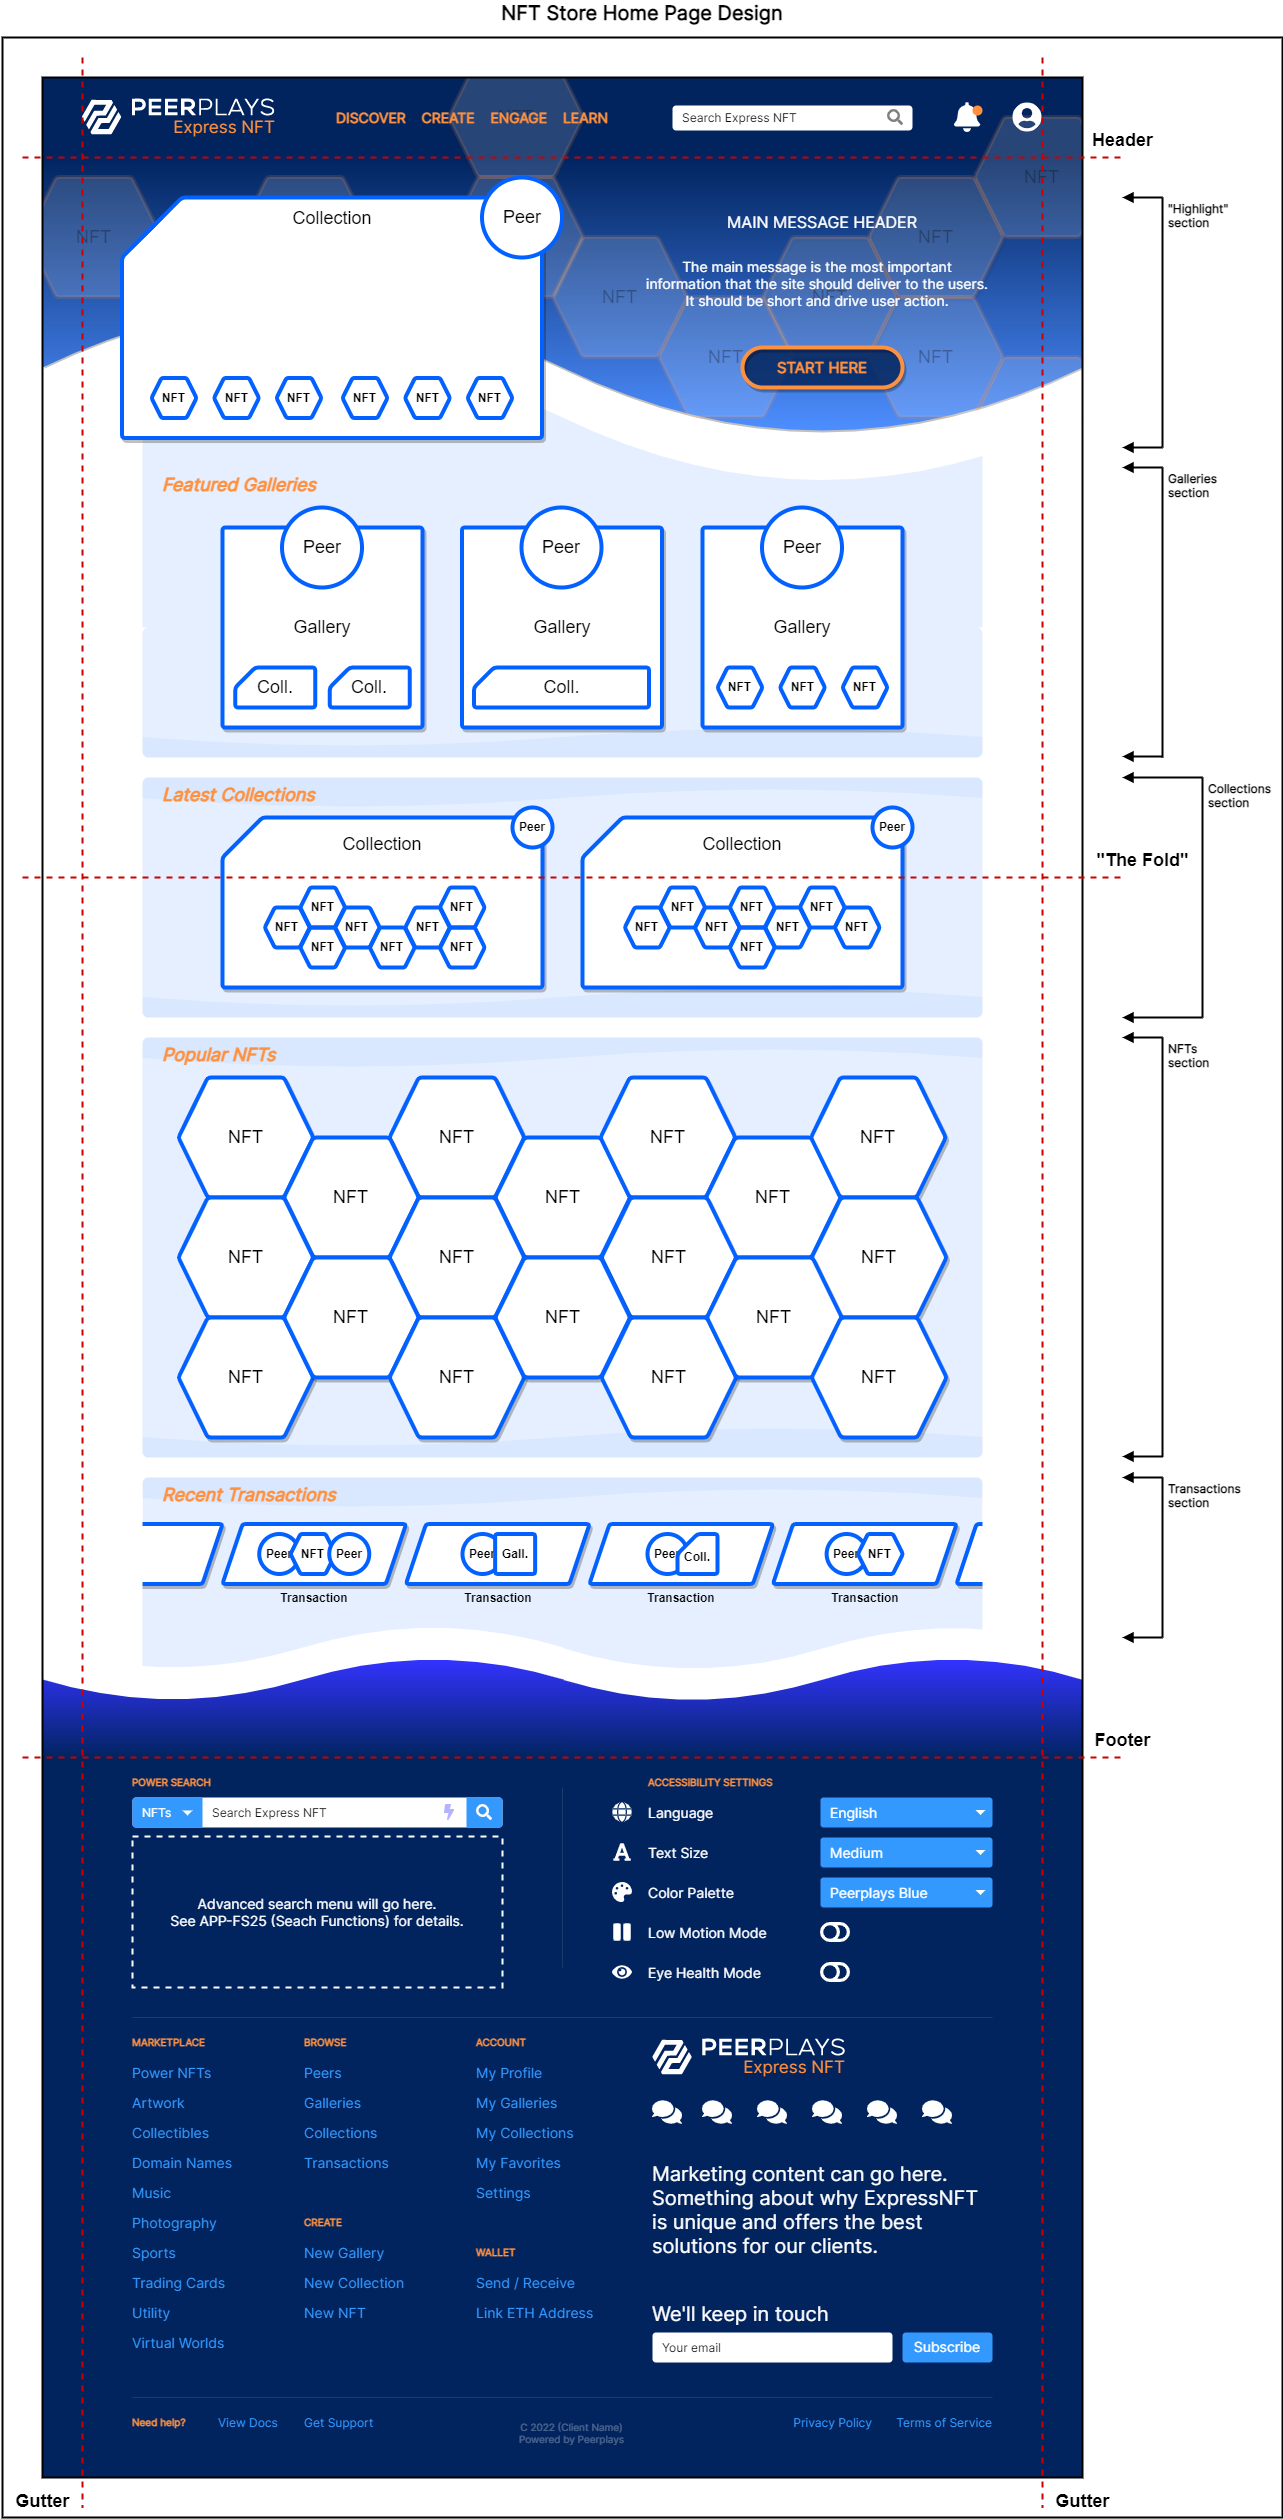 NFT Store Home Page Design
PEERPLAYS
Express NFT
DISCOVER CREATE ENGAGE LEARN
Search Express NFT
NFT
Header
NFT
"Highlight"
section
NFT
Collection
Peer
MAIN MESSAGE HEADER
NFT
The main message is the most important
information that the site should deliver to the users.
It should be short and drive user action.
NFT
NFT
NFT
START HERE
NFT NFT NFT NFT NFT NFT
Galleries
section
Featured Galleries
Peer Peer Peer
Gallery Gallery Gallery
Coll. Coll. Coll. NFT NFT NFT
Collections
section
Latest Collections
Collection Peer Collection Peer
"The Fold"
NFT NFT NFT NFT NFT
NFT NFT NFT NFT NFT NFT NFT
NFT NFT NFT NFT
NFTs
section
Popular NFTs
NFT NFT NFT NFT
NFT NFT NFT
NFT NFT NFT NFT
NFT NFT NFT
NFT NFT NFT NFT
Transactions
section
Recent Transactions
Peer NFT Peer Peer Gall. Peer Coll. Peer NFT
Transaction Transaction Transaction Transaction
Footer
POWER SEARCH
NFTs Search Express NFT
Advanced search menu will go here.
See APP-FS25 (Seach Functions) for details.
ACCESSIBILITY SETTINGS
Language English
Text Size Medium
Color Palette Peerplays Blue
Low Motion Mode
Eye Health Mode
MARKETPLACE
Power NFTs
Artwork
Collectibles
Domain Names
Music
Photography
Sports
Trading Cards
Utility
Virtual Worlds
BROWSE
Peers
Galleries
Collections
Transactions
CREATE
New Gallery
New Collection
New NFT
ACCOUNT
My Profile
My Galleries
My Collections
My Favorites
Settings
WALLET
Send / Receive
Link ETH Address
PEERPLAYS
Express NFT
Marketing content can go here.
Something about why ExpressNFT
is unique and offers the best
solutions for our clients.
We'll keep in touch
Your email Subscribe
Need help? View Docs Get Support
C 2022 (Client Name)
Powered by Peerplays
Privacy Policy Terms of Service
Gutter Gutter